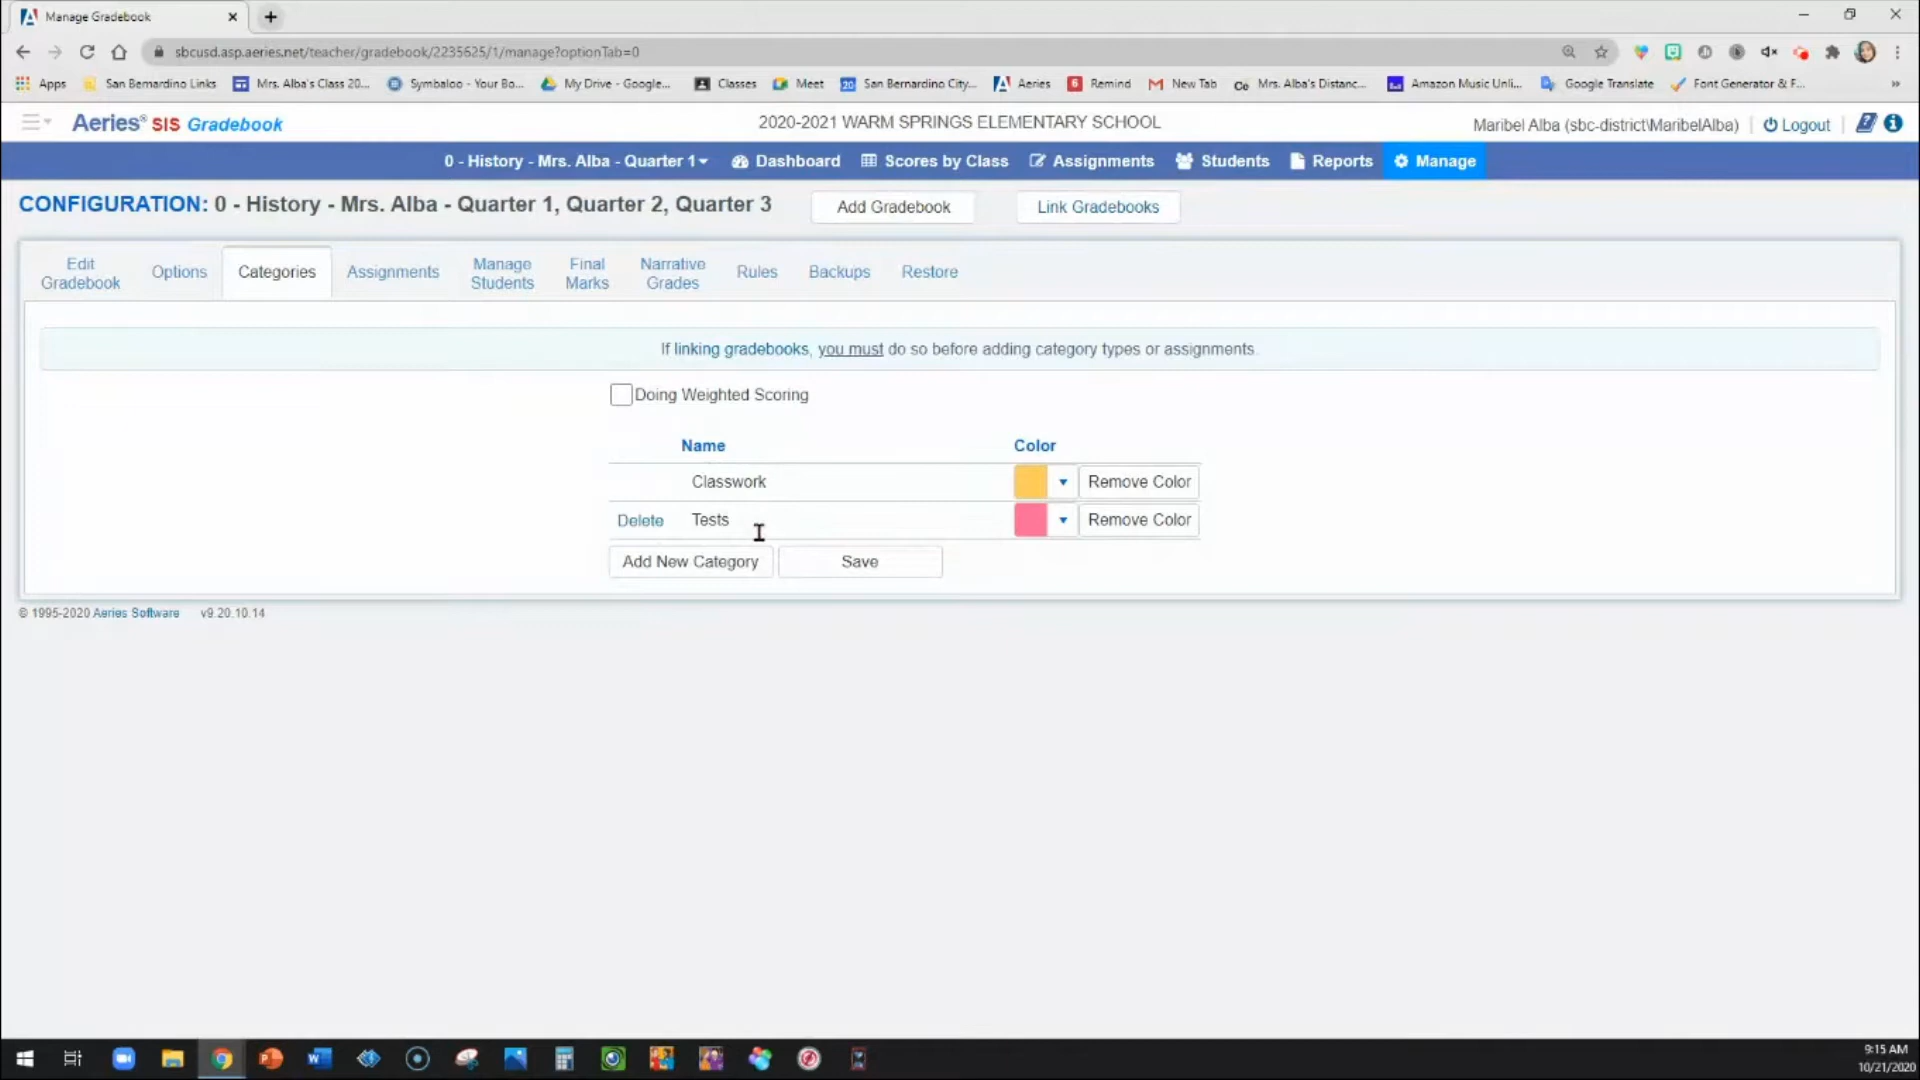 Manage Gradebook
sbcusd.asp.aeries.net/teacher/gradebook/2235625/1/manage?optionTab=0
Apps San Bernardino Links Mrs. Alba's Class 20... Symbaloo - Your Bo... My Drive - Google... Classes Meet 20 San Bernardino City... Aeries 6 Remind New Tab Ce Mrs. Alba's Distanc... Amazon Music Unli... Google Translate Font Generator & F... »
Aeries® SIS Gradebook 2020-2021 WARM SPRINGS ELEMENTARY SCHOOL Maribel Alba (sbc-district\MaribelAlba) | Logout |
0 - History - Mrs. Alba - Quarter 1 Dashboard Scores by Class Assignments Students Reports Manage
CONFIGURATION: 0 - History - Mrs. Alba - Quarter 1, Quarter 2, Quarter 3 Add Gradebook Link Gradebooks
Edit Gradebook Options Categories Assignments Manage Students Final Marks Narrative Grades Rules Backups Restore
If linking gradebooks, you must do so before adding category types or assignments.
Doing Weighted Scoring
Name Color
Classwork Remove Color
Delete Tests Remove Color
Add New Category Save
© 1995-2020 Aeries Software v9.20.10.14
9:15 AM
10/21/2020